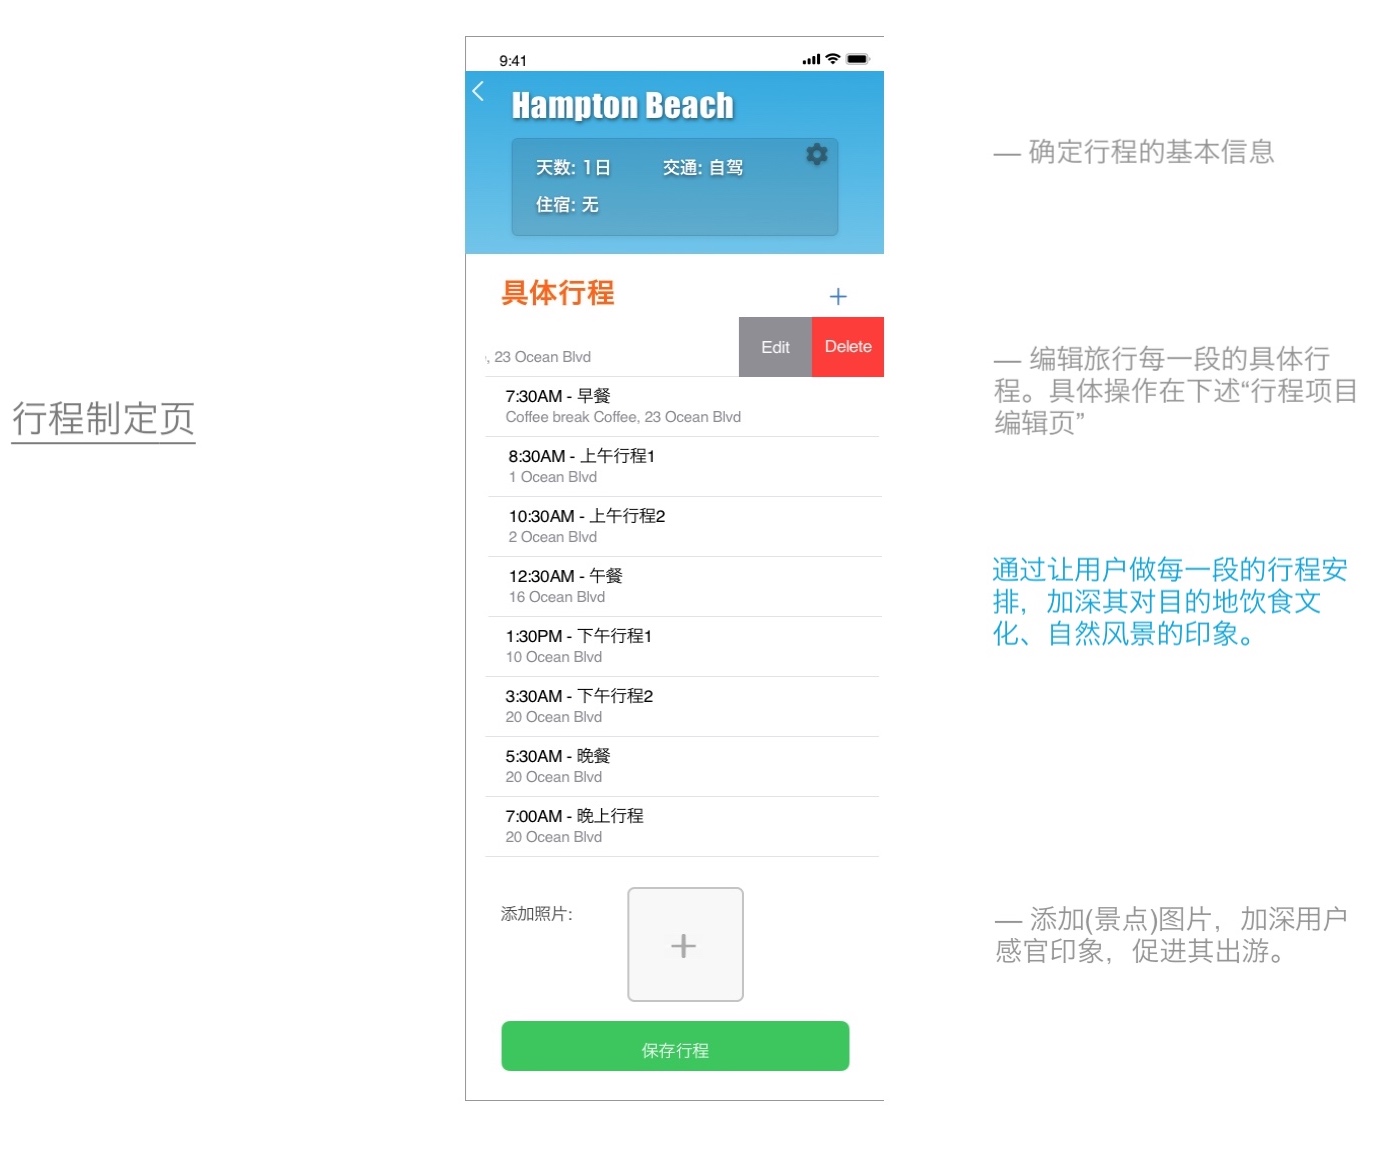 9:41
Hampton Beach
天数: 1日 交通: 自驾
住宿: 无
— 确定行程的基本信息
具体行程
+
, 23 Ocean Blvd
Edit
Delete
— 编辑旅行每一段的具体行
程。具体操作在下述“行程项目
编辑页”
行程制定页
7:30AM - 早餐
Coffee break Coffee, 23 Ocean Blvd
8:30AM - 上午行程1
1 Ocean Blvd
10:30AM - 上午行程2
2 Ocean Blvd
12:30AM - 午餐
16 Ocean Blvd
通过让用户做每一段的行程安
排，加深其对目的地饮食文
化、自然风景的印象。
1:30PM - 下午行程1
10 Ocean Blvd
3:30AM - 下午行程2
20 Ocean Blvd
5:30AM - 晚餐
20 Ocean Blvd
7:00AM - 晚上行程
20 Ocean Blvd
添加照片:
+
— 添加(景点)图片，加深用户
感官印象，促进其出游。
保存行程